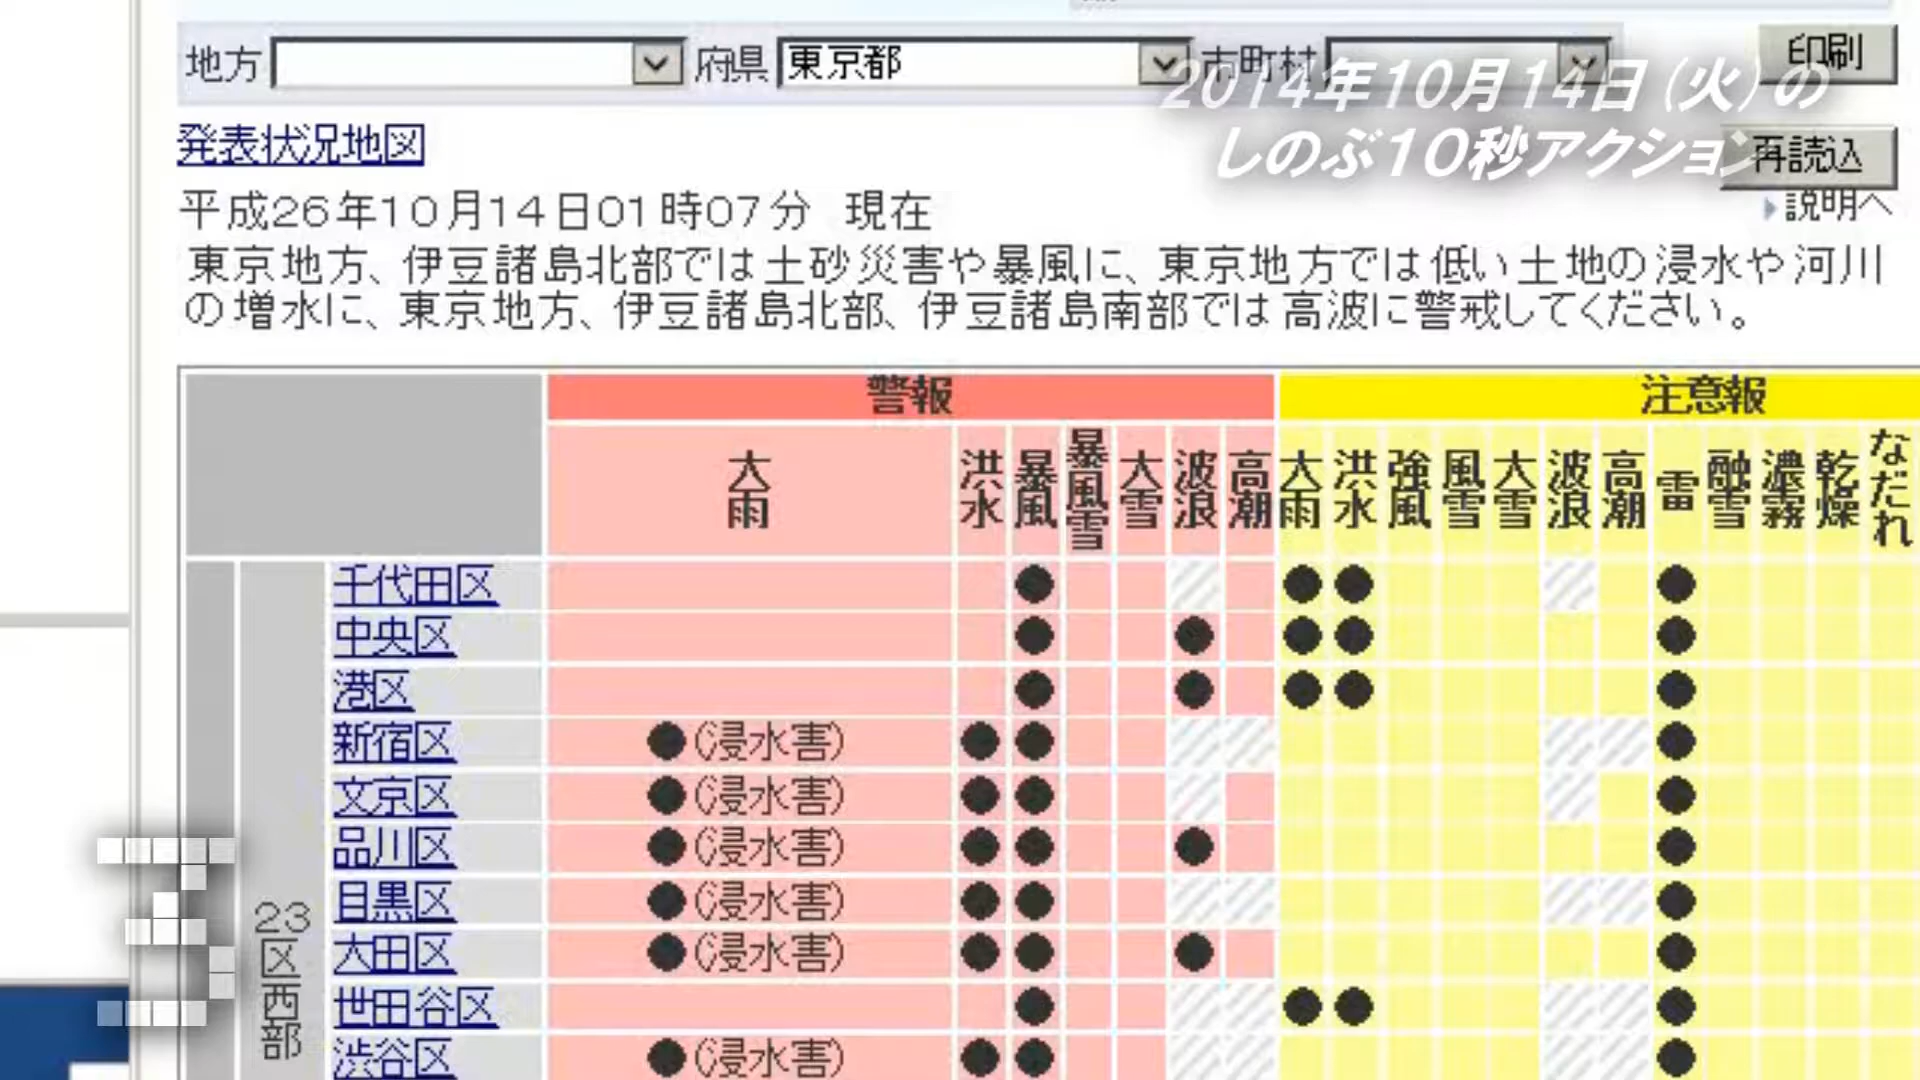 地方 府県 東京都 市町村 印刷
2014年10月14日(火)の
しのぶ10秒アクション
発表状況地図
再読込
説明へ
平成26年10月14日01時07分 現在
東京地方、伊豆諸島北部では土砂災害や暴風に、東京地方では低い土地の浸水や河川
の増水に、東京地方、伊豆諸島北部、伊豆諸島南部では高波に警戒してください。
警報 注意報
大雨 洪水 暴風 暴風雪 大雪 波浪 高潮 大雨 洪水 強風 風雪 大雪 波浪 高潮 雷 融雪 濃霧 乾燥 なだれ
23区西部
千代田区 ● ● ● ●
中央区 ● ● ● ● ●
港区 ● ● ● ● ●
新宿区 ●(浸水害) ● ● ●
文京区 ●(浸水害) ● ● ●
品川区 ●(浸水害) ● ● ● ●
目黒区 ●(浸水害) ● ● ●
大田区 ●(浸水害) ● ● ● ●
世田谷区 ● ● ● ●
渋谷区 ●(浸水害) ● ● ●
3